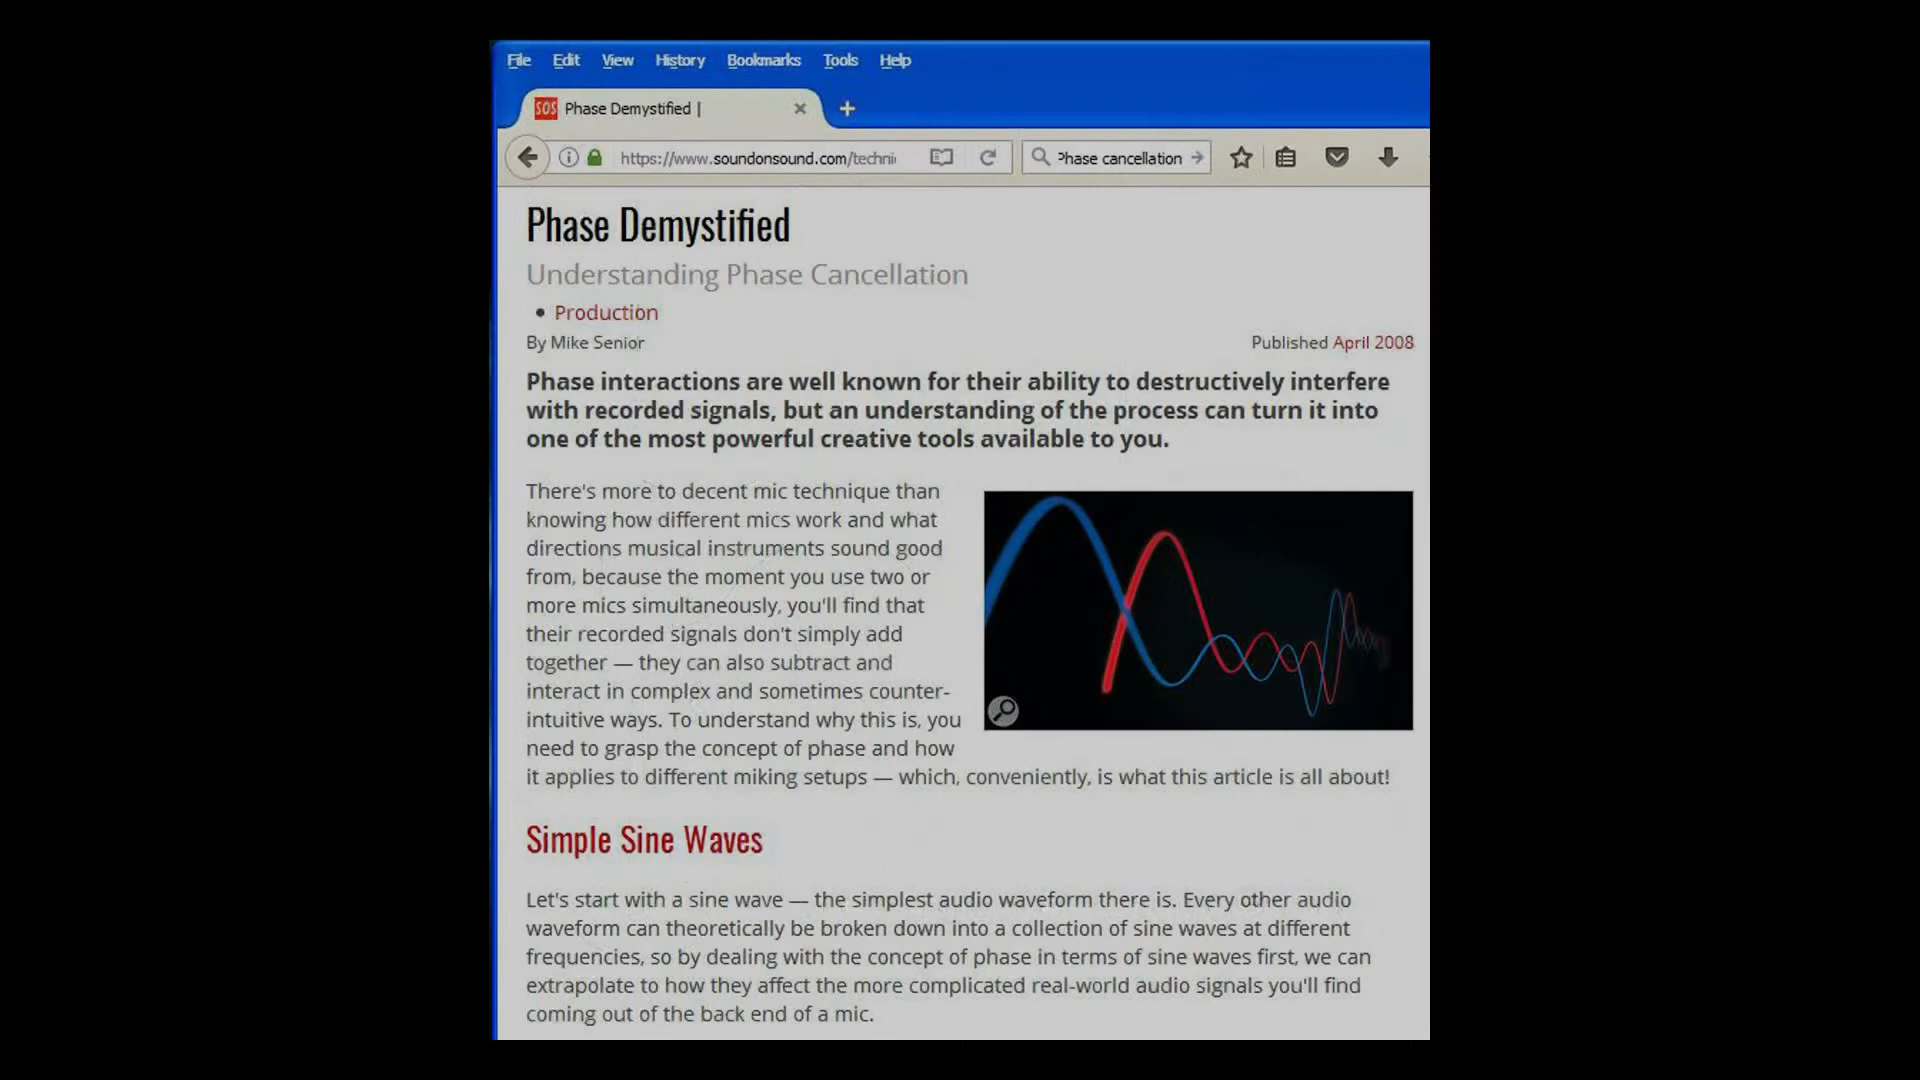 File Edit View History Bookmarks Tools Help
SOS Phase Demystified |
https://www.soundonsound.com/techni
Phase cancellation
Phase Demystified
Understanding Phase Cancellation
• Production
By Mike Senior Published April 2008
Phase interactions are well known for their ability to destructively interfere
with recorded signals, but an understanding of the process can turn it into
one of the most powerful creative tools available to you.
There's more to decent mic technique than
knowing how different mics work and what
directions musical instruments sound good
from, because the moment you use two or
more mics simultaneously, you'll find that
their recorded signals don't simply add
together — they can also subtract and
interact in complex and sometimes counter-
intuitive ways. To understand why this is, you
need to grasp the concept of phase and how
it applies to different miking setups — which, conveniently, is what this article is all about!
Simple Sine Waves
Let's start with a sine wave — the simplest audio waveform there is. Every other audio
waveform can theoretically be broken down into a collection of sine waves at different
frequencies, so by dealing with the concept of phase in terms of sine waves first, we can
extrapolate to how they affect the more complicated real-world audio signals you'll find
coming out of the back end of a mic.